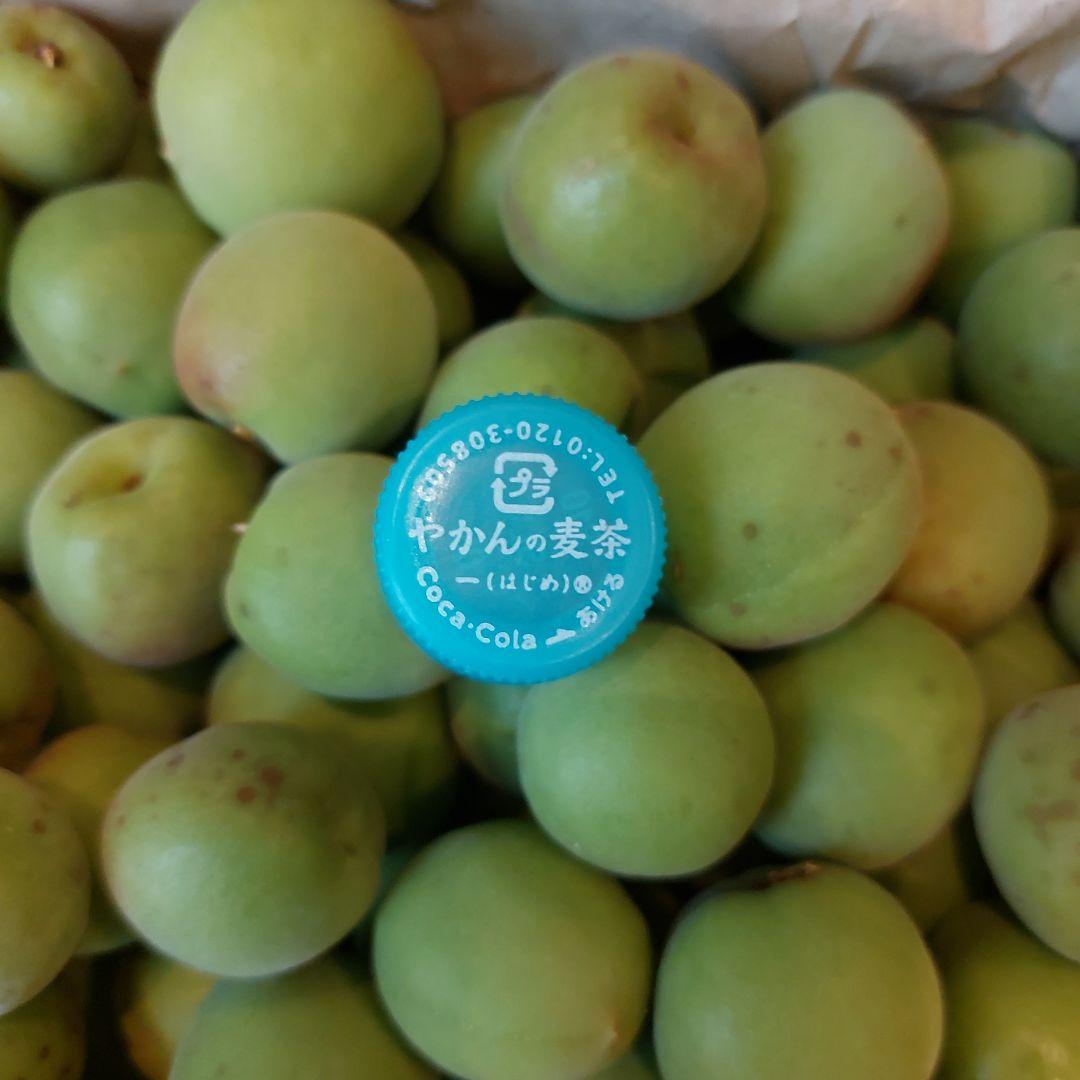 TEL:0120-308509
プラ
やかんの麦茶
一(はじめ)®
あける
Coca-Cola